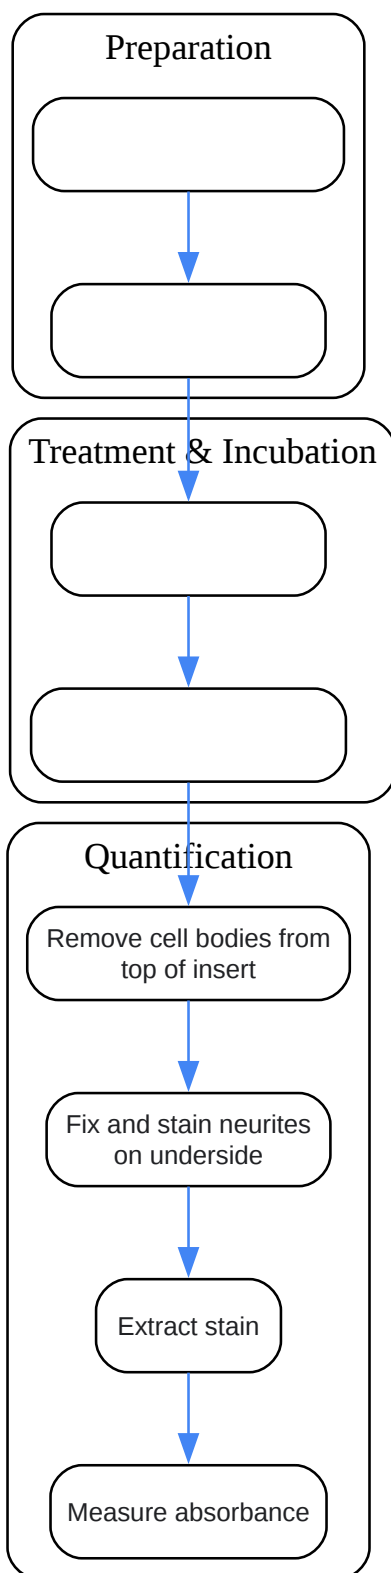 Preparation
Treatment & Incubation
Quantification
Remove cell bodies from
top of insert
Fix and stain neurites
on underside
Extract stain
Measure absorbance